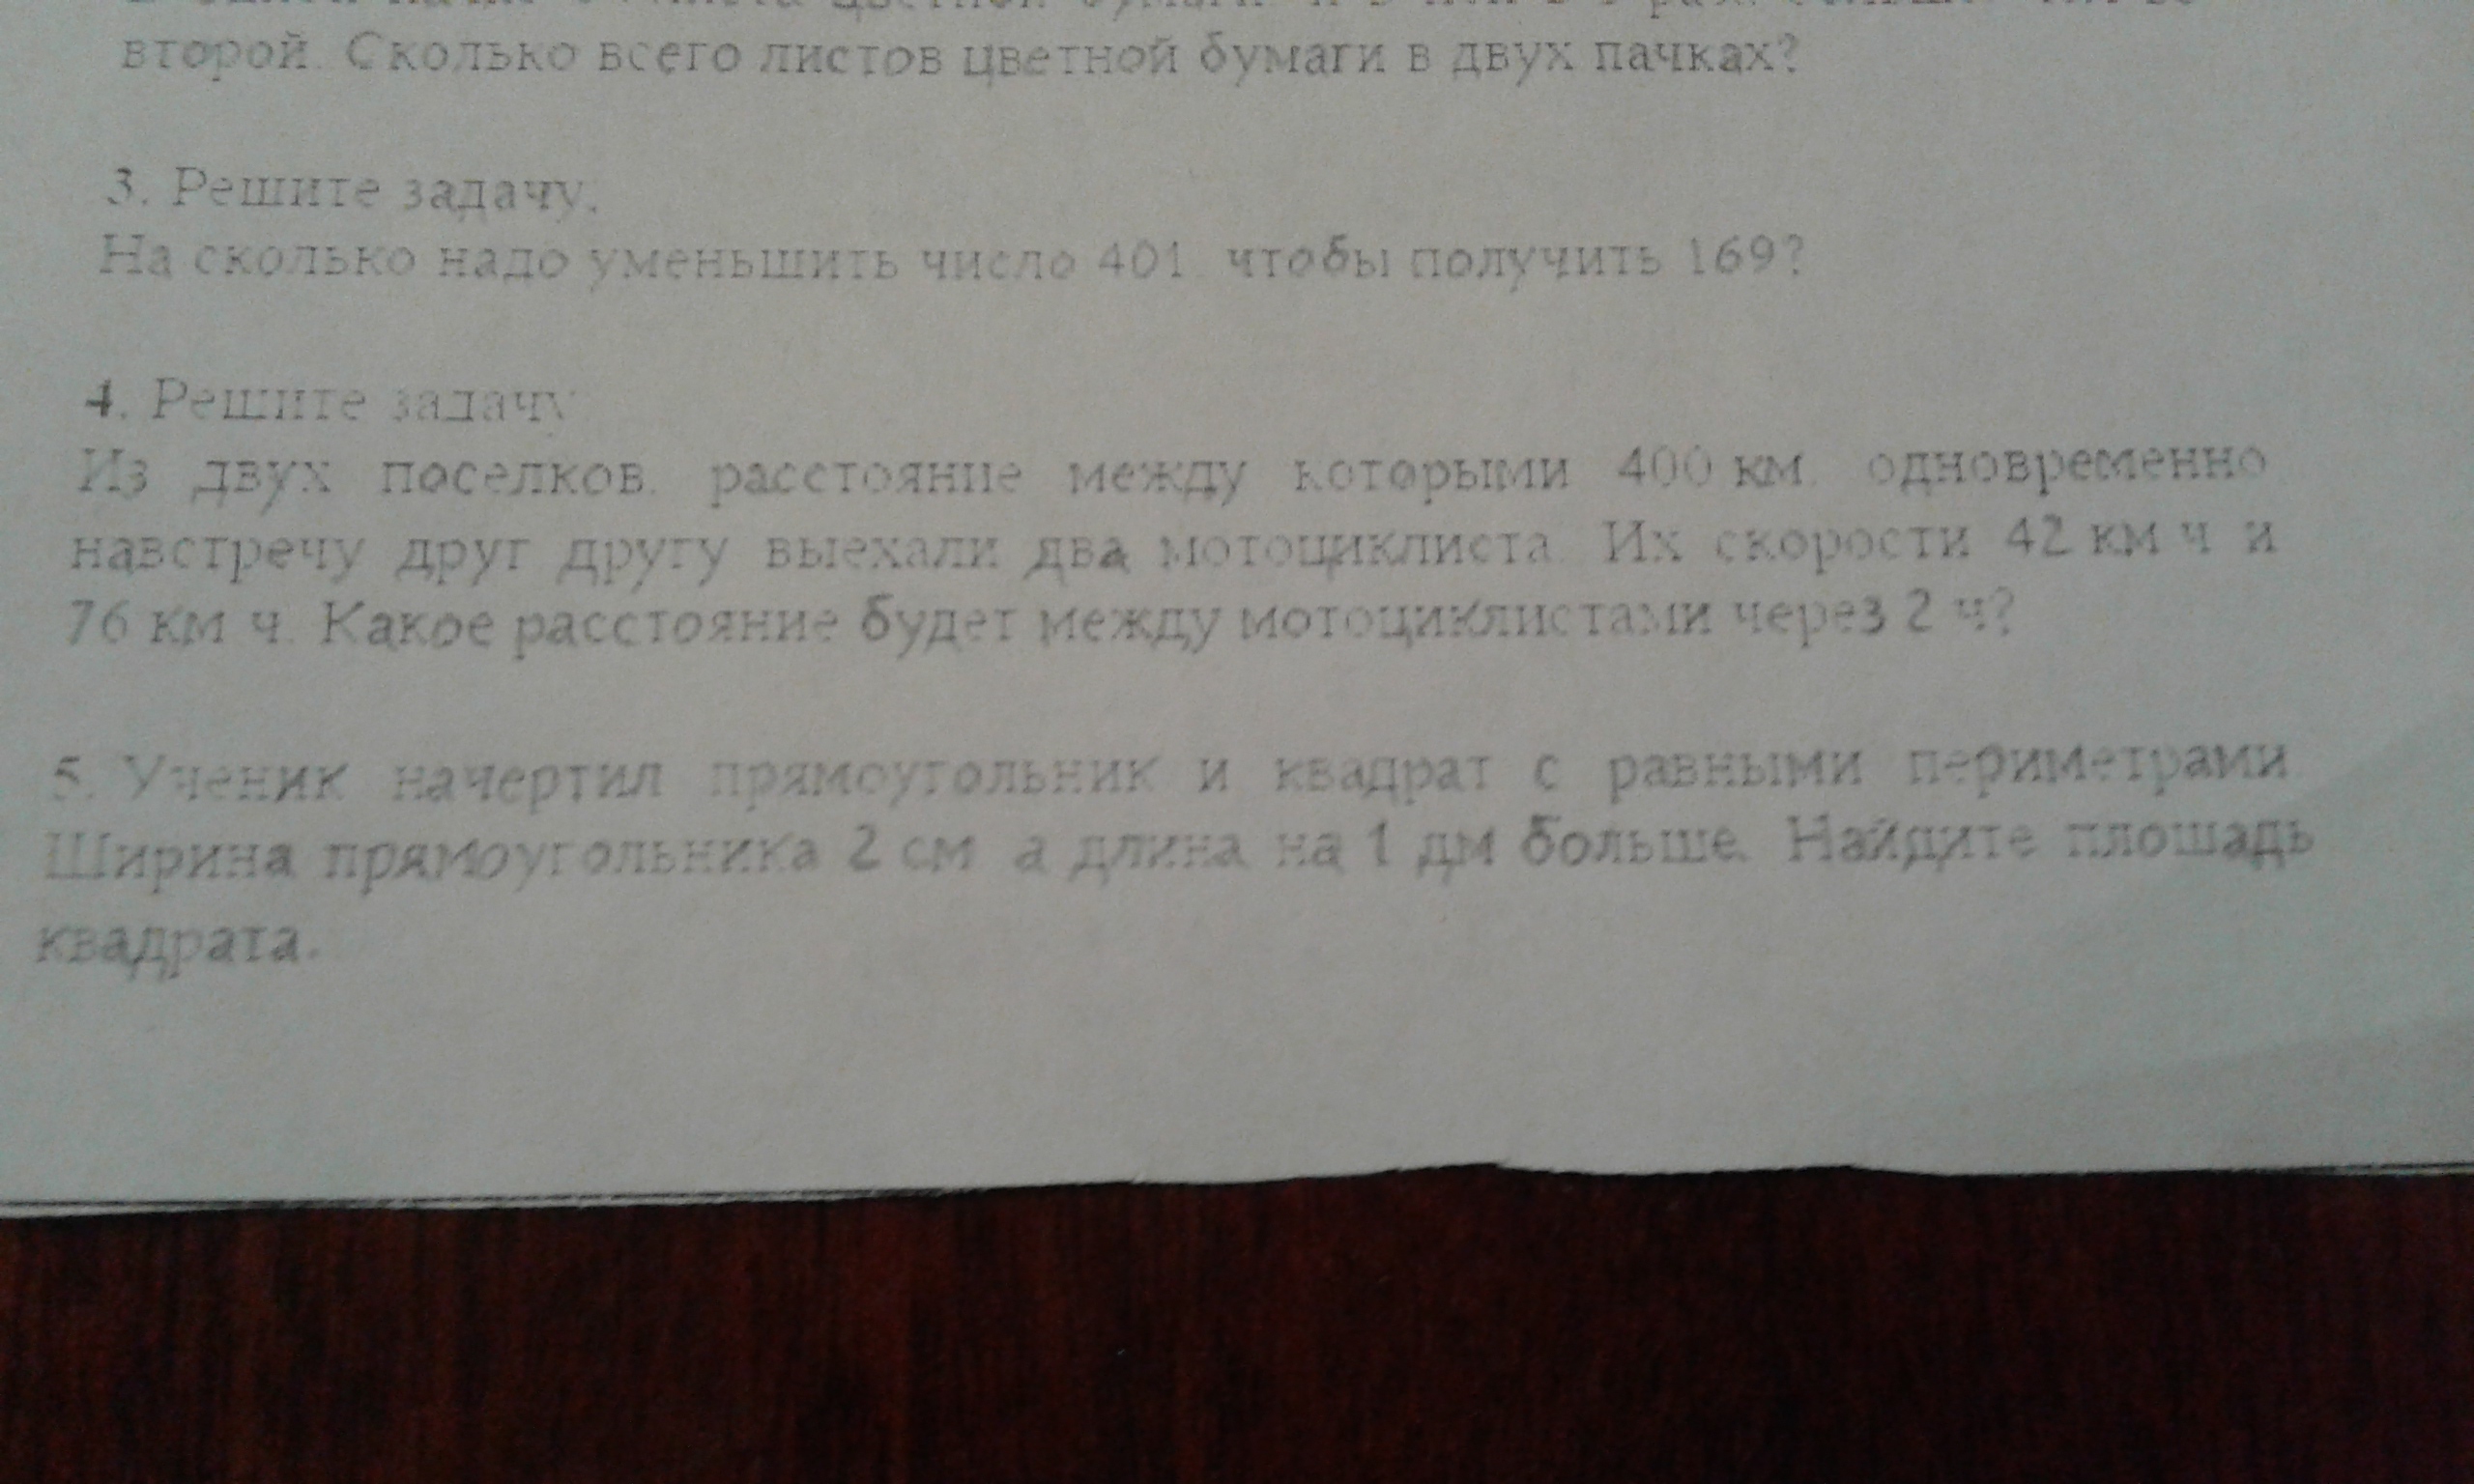 второй. Сколько всего листов цветной бумаги в двух пачках?
3. Решите задачу:
На сколько надо уменьшить число 401, чтобы получить 169?
4. Решите задачу:
Из двух поселков, расстояние между которыми 400 км, одновременно
навстречу друг другу выехали два мотоциклиста. Их скорости 42 км/ч и
76 км/ч. Какое расстояние будет между мотоциклистами через 2 ч?
5. Ученик начертил прямоугольник и квадрат с равными периметрами.
Ширина прямоугольника 2 см, а длина на 1 дм больше. Найдите площадь
квадрата.